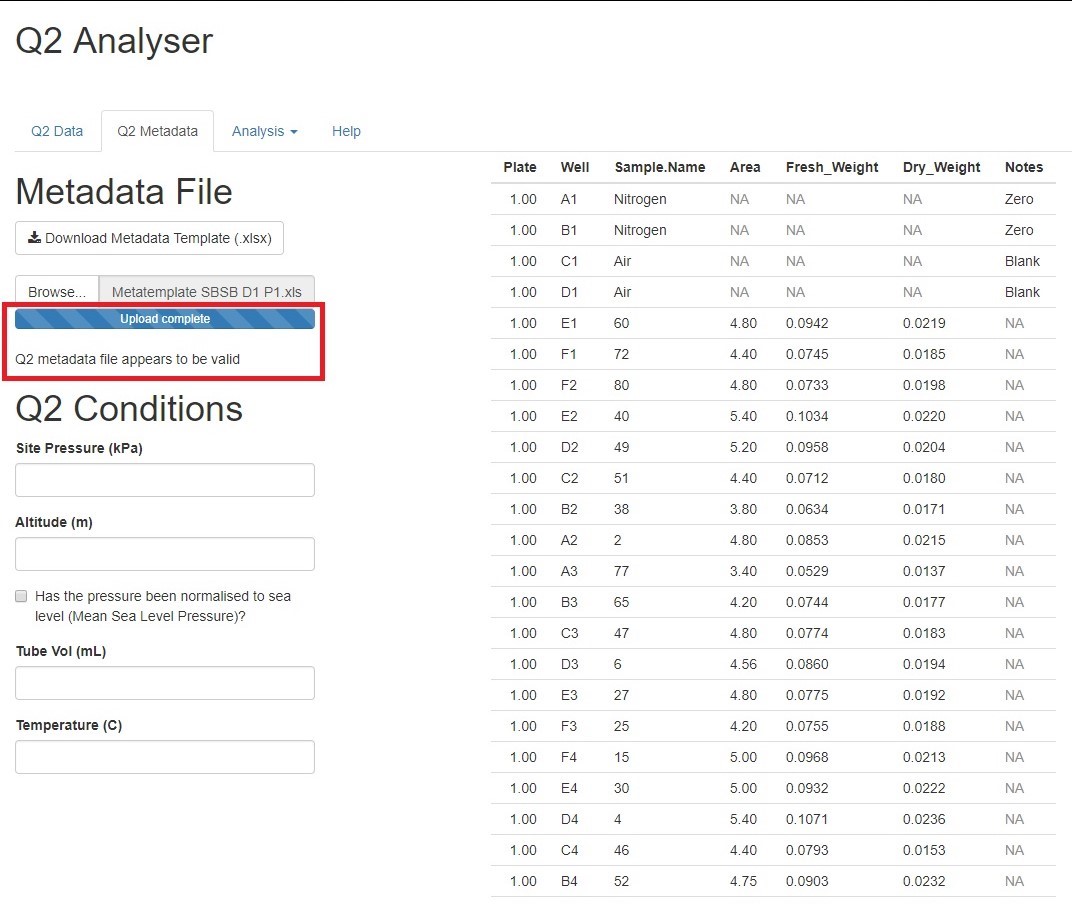 Q2 Analyser
Q2 Data Q2 Metadata Analysis Help
Metadata File
Download Metadata Template (.xlsx)
Browse... Metatemplate SBSB D1 P1.xls
Upload complete
Q2 metadata file appears to be valid
Q2 Conditions
Site Pressure (kPa)
Altitude (m)
Has the pressure been normalised to sea
level (Mean Sea Level Pressure)?
Tube Vol (mL)
Temperature (C)
Plate Well Sample.Name Area Fresh_Weight Dry_Weight Notes
1.00 A1 Nitrogen NA NA NA Zero
1.00 B1 Nitrogen NA NA NA Zero
1.00 C1 Air NA NA NA Blank
1.00 D1 Air NA NA NA Blank
1.00 E1 60 4.80 0.0942 0.0219 NA
1.00 F1 72 4.40 0.0745 0.0185 NA
1.00 F2 80 4.80 0.0733 0.0198 NA
1.00 E2 40 5.40 0.1034 0.0220 NA
1.00 D2 49 5.20 0.0958 0.0204 NA
1.00 C2 51 4.40 0.0712 0.0180 NA
1.00 B2 38 3.80 0.0634 0.0171 NA
1.00 A2 2 4.80 0.0853 0.0215 NA
1.00 A3 77 3.40 0.0529 0.0137 NA
1.00 B3 65 4.20 0.0744 0.0177 NA
1.00 C3 47 4.80 0.0774 0.0183 NA
1.00 D3 6 4.56 0.0860 0.0194 NA
1.00 E3 27 4.80 0.0775 0.0192 NA
1.00 F3 25 4.20 0.0755 0.0188 NA
1.00 F4 15 5.00 0.0968 0.0213 NA
1.00 E4 30 5.00 0.0932 0.0222 NA
1.00 D4 4 5.40 0.1071 0.0236 NA
1.00 C4 46 4.40 0.0793 0.0153 NA
1.00 B4 52 4.75 0.0903 0.0232 NA